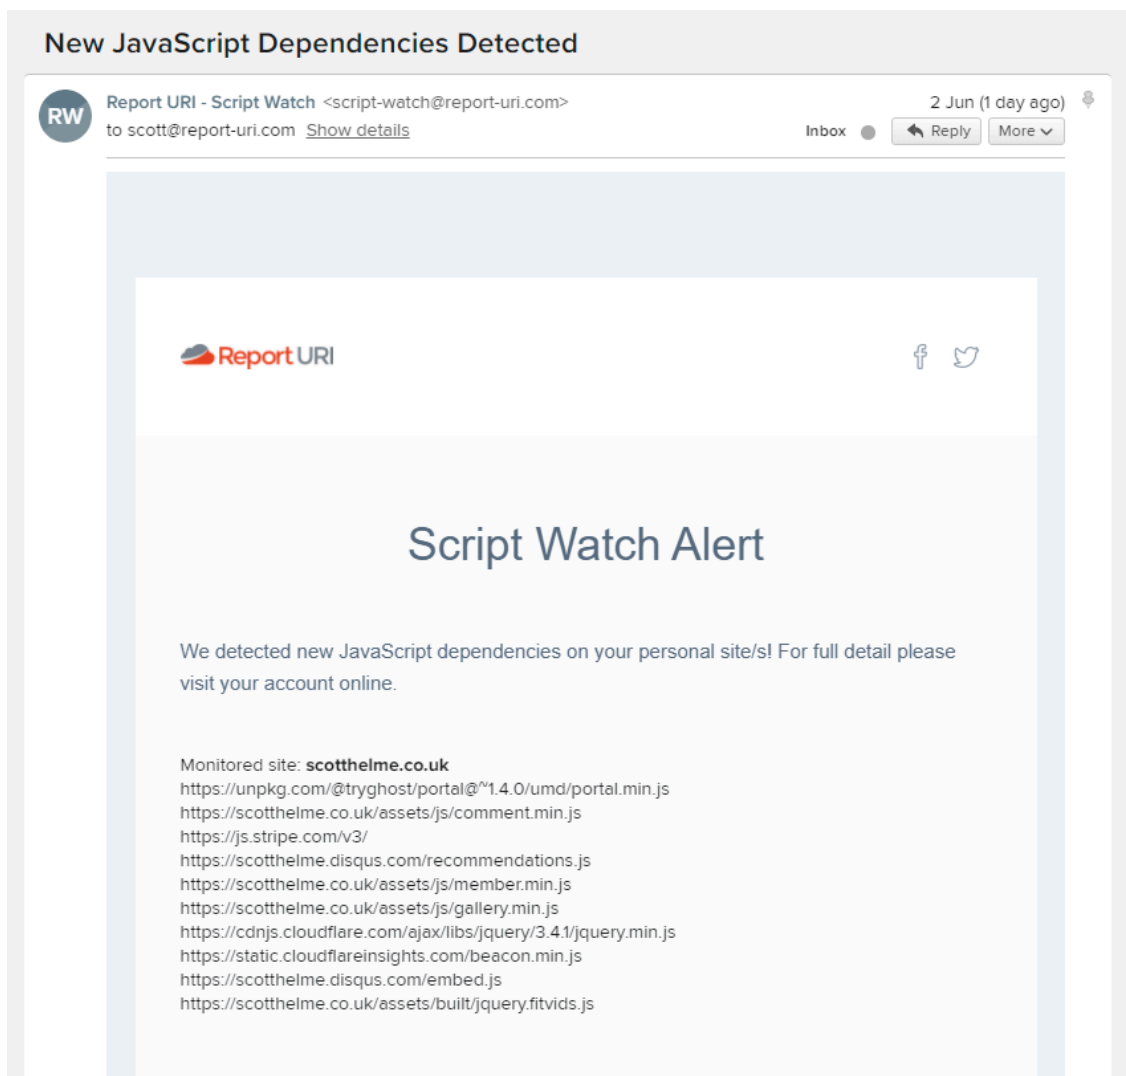 New JavaScript Dependencies Detected
RW
Report URI - Script Watch <script-watch@report-uri.com>
2 Jun (1 day ago)
to scott@report-uri.com Show details
Inbox
Reply
More
Report URI
Script Watch Alert
We detected new JavaScript dependencies on your personal site/s! For full detail please
visit your account online.
Monitored site: scotthelme.co.uk
https://unpkg.com/@tryghost/portal@~1.4.0/umd/portal.min.js
https://scotthelme.co.uk/assets/js/comment.min.js
https://js.stripe.com/v3/
https://scotthelme.disqus.com/recommendations.js
https://scotthelme.co.uk/assets/js/member.min.js
https://scotthelme.co.uk/assets/js/gallery.min.js
https://cdnjs.cloudflare.com/ajax/libs/jquery/3.4.1/jquery.min.js
https://static.cloudflareinsights.com/beacon.min.js
https://scotthelme.disqus.com/embed.js
https://scotthelme.co.uk/assets/built/jquery.fitvids.js